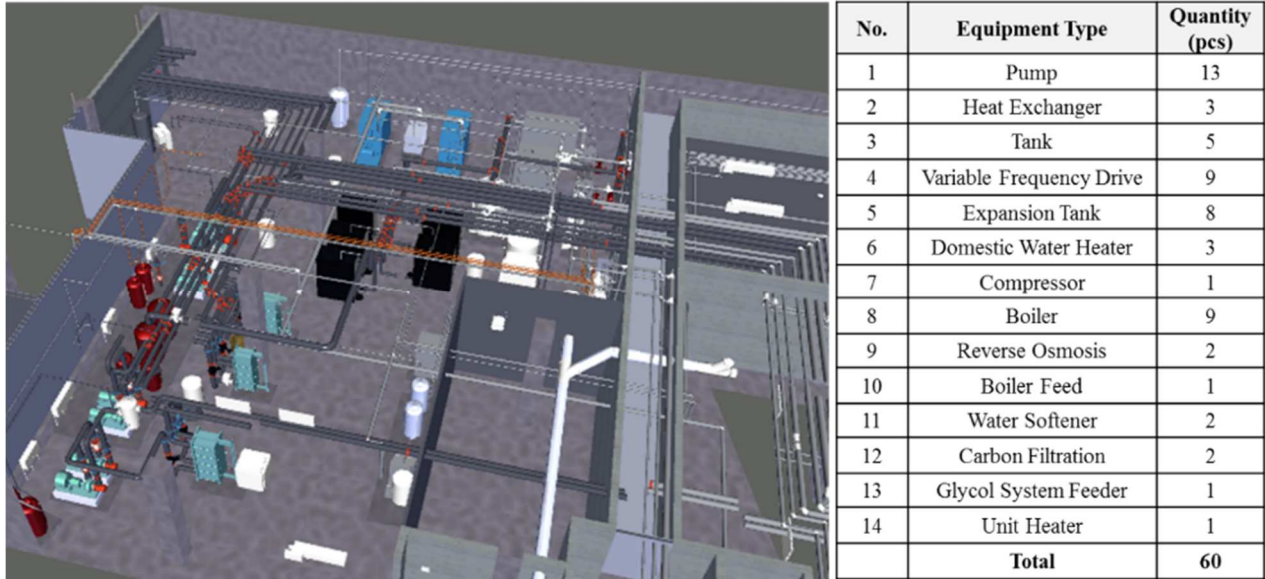 No. Equipment Type Quantity
(pcs)
1 Pump 13
2 Heat Exchanger 3
3 Tank 5
4 Variable Frequency Drive 9
5 Expansion Tank 8
6 Domestic Water Heater 3
7 Compressor 1
8 Boiler 9
9 Reverse Osmosis 2
10 Boiler Feed 1
11 Water Softener 2
12 Carbon Filtration 2
13 Glycol System Feeder 1
14 Unit Heater 1
Total 60